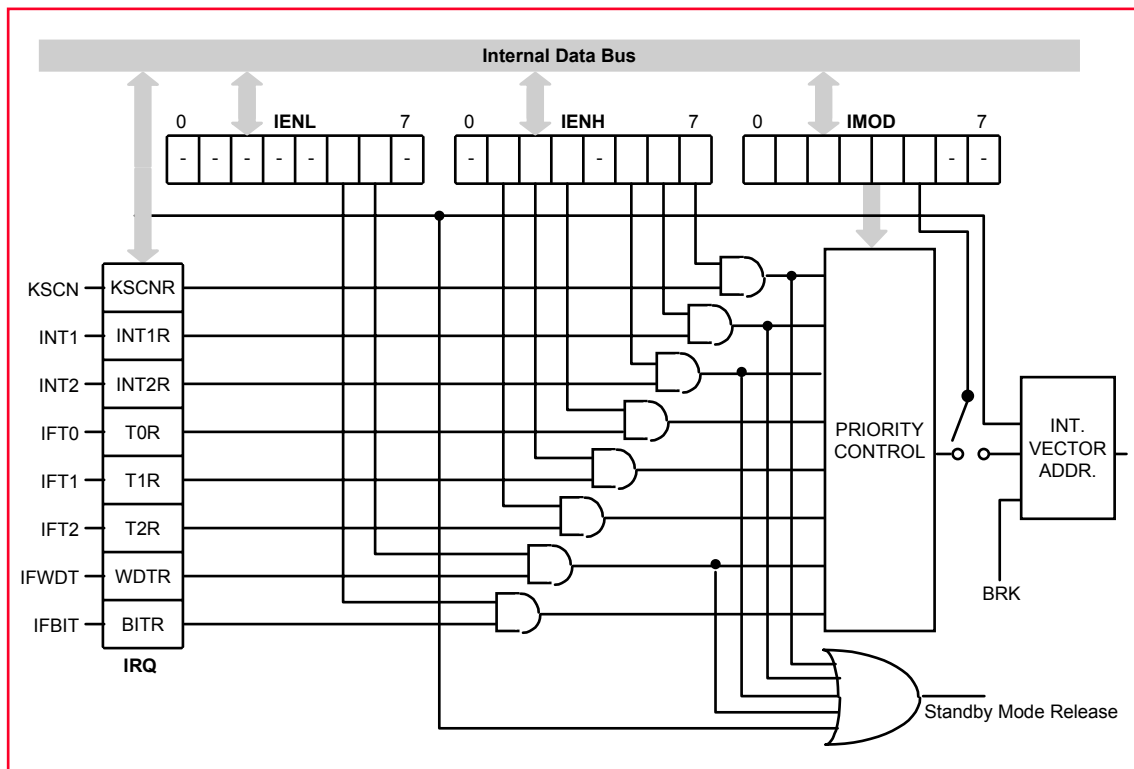 Internal Data Bus
0 IENL 7
- - - - - -
0 IENH 7
- -
0 IMOD 7
- -
KSCN KSCNR
INT1 INT1R
INT2 INT2R
IFT0 T0R
IFT1 T1R
IFT2 T2R
IFWDT WDTR
IFBIT BITR
IRQ
PRIORITY
CONTROL
INT.
VECTOR
ADDR.
BRK
Standby Mode Release